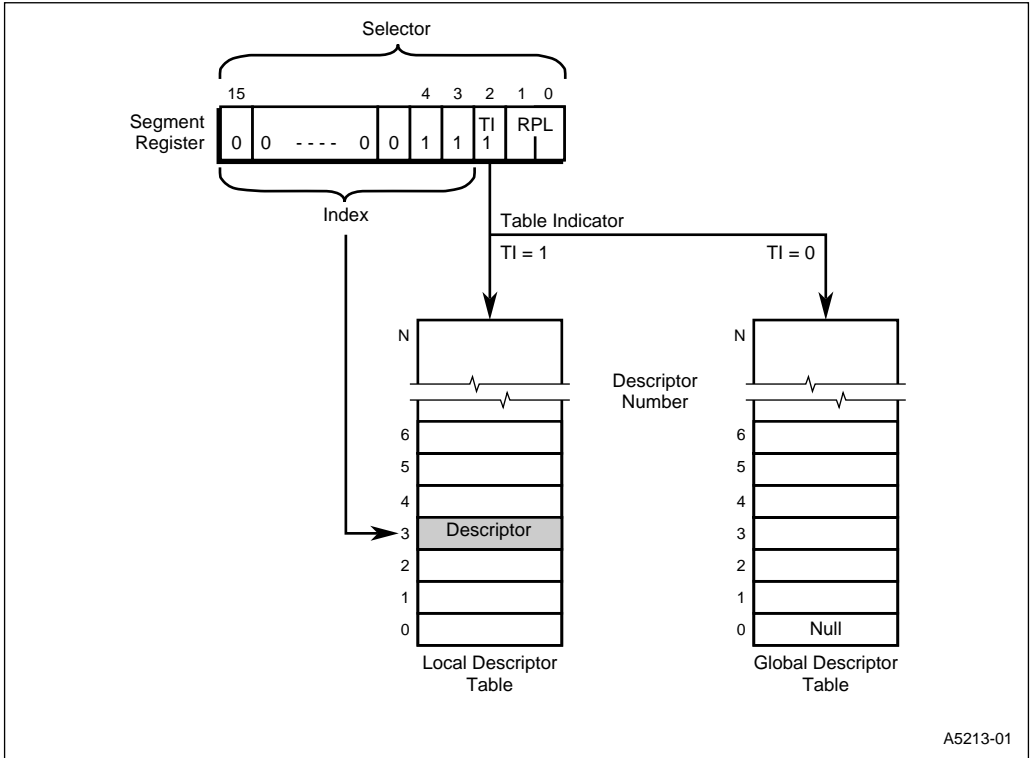 Selector
15 4 3 2 1 0
Segment
Register
TI RPL
0 0 - - - - 0 0 1 1 1
Index
Table Indicator
TI = 1 TI = 0
N N
Descriptor
Number
6 6
5 5
4 4
3 Descriptor 3
2 2
1 1
0 0 Null
Local Descriptor
Table
Global Descriptor
Table
A5213-01